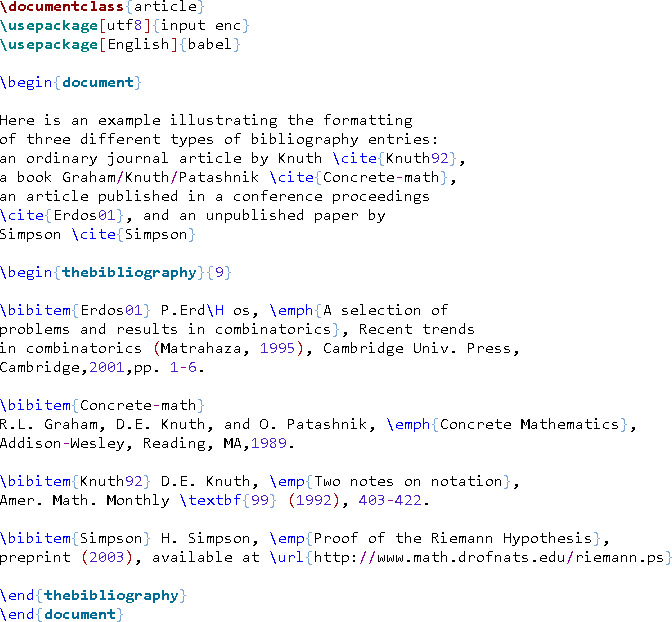 \documentclass{article}
\usepackage[utf8]{input enc}
\usepackage[English]{babel}
\begin{document}
Here is an example illustrating the formatting
of three different types of bibliography entries:
an ordinary journal article by Knuth \cite{Knuth92},
a book Graham/Knuth/Patashnik \cite{Concrete-math},
an article published in a conference proceedings
\cite{Erdos01}, and an unpublished paper by
Simpson \cite{Simpson}
\begin{thebibliography}{9}
\bibitem{Erdos01} P.Erd\H os, \emph{A selection of
problems and results in combinatorics}, Recent trends
in combinatorics (Matrahaza, 1995), Cambridge Univ. Press,
Cambridge,2001,pp. 1-6.
\bibitem{Concrete-math}
R.L. Graham, D.E. Knuth, and O. Patashnik, \emph{Concrete Mathematics},
Addison-Wesley, Reading, MA,1989.
\bibitem{Knuth92} D.E. Knuth, \emp{Two notes on notation},
Amer. Math. Monthly \textbf{99} (1992), 403-422.
\bibitem{Simpson} H. Simpson, \emp{Proof of the Riemann Hypothesis},
preprint (2003), available at \url{http://www.math.drofnats.edu/riemann.ps}
\end{thebibliography}
\end{document}